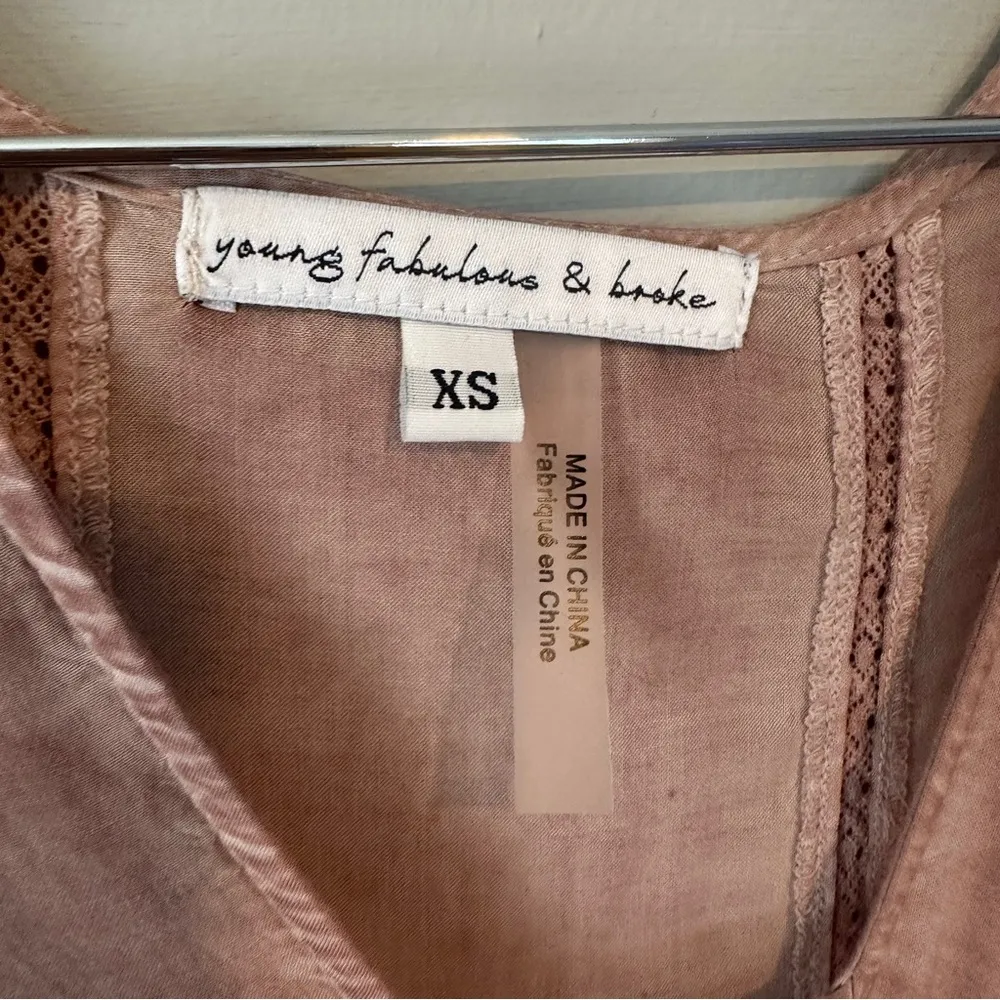 young fabulous & broke
XS
MADE IN CHINA
Fabriqué en Chine